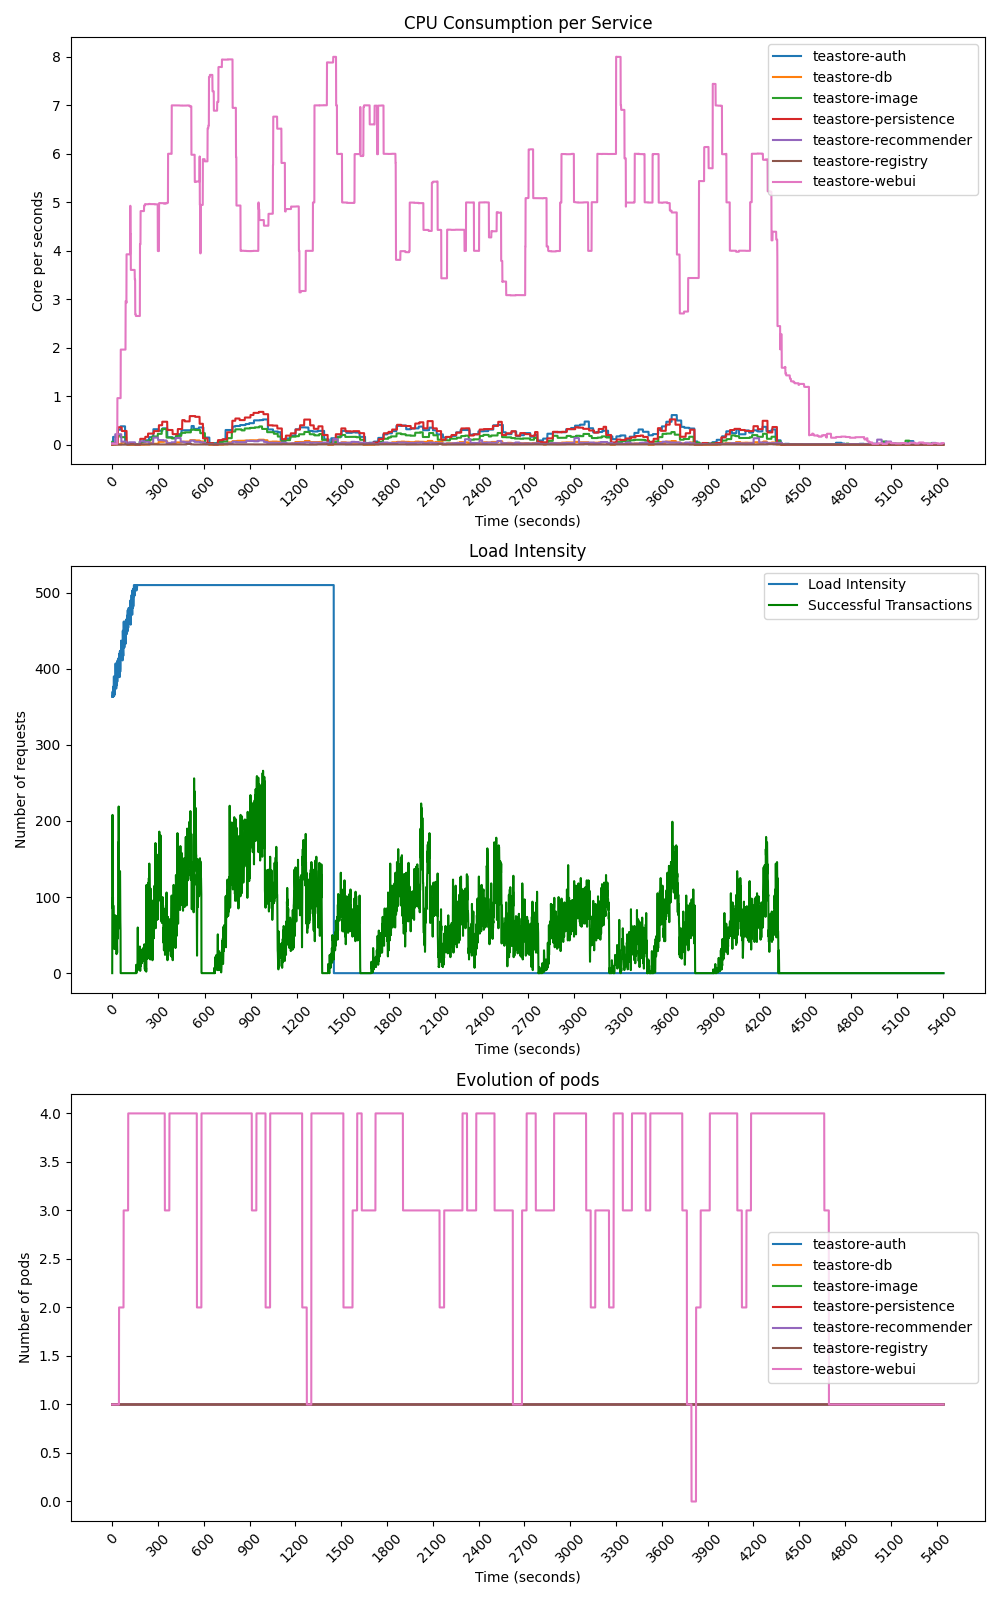 CPU Consumption per Service
8
7
6
5
4
3
2
1
0
Core per seconds
teastore-auth
teastore-db
teastore-image
teastore-persistence
teastore-recommender
teastore-registry
teastore-webui
0 300 600 900 1200 1500 1800 2100 2400 2700 3000 3300 3600 3900 4200 4500 4800 5100 5400
Time (seconds)
Load Intensity
500
400
300
200
100
0
Number of requests
Load Intensity
Successful Transactions
0 300 600 900 1200 1500 1800 2100 2400 2700 3000 3300 3600 3900 4200 4500 4800 5100 5400
Time (seconds)
Evolution of pods
4.0
3.5
3.0
2.5
2.0
1.5
1.0
0.5
0.0
Number of pods
teastore-auth
teastore-db
teastore-image
teastore-persistence
teastore-recommender
teastore-registry
teastore-webui
0 300 600 900 1200 1500 1800 2100 2400 2700 3000 3300 3600 3900 4200 4500 4800 5100 5400
Time (seconds)